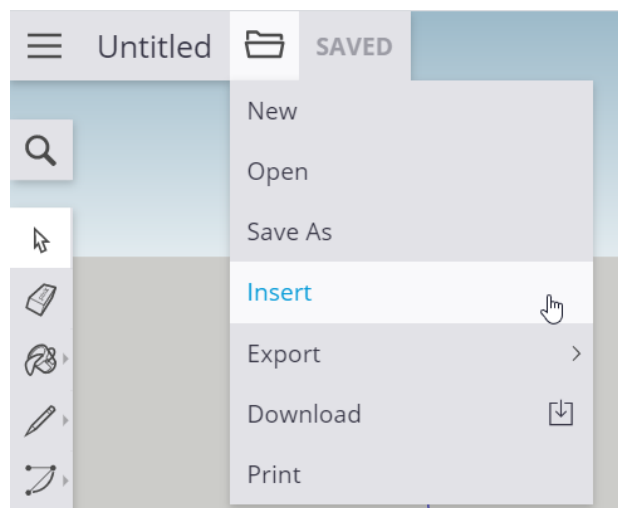 Untitled SAVED
New
Open
Save As
Insert
Export
Download
Print